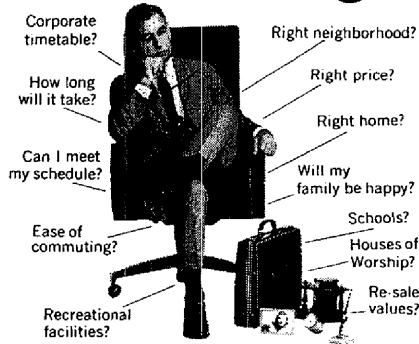 Corporate
timetable?
How long
will it take?
Can I meet
my schedule?
Ease of
commuting?
Recreational
facilities?
Right neighborhood?
Right price?
Right home?
Will my
family be happy?
Schools?
Houses of
Worship?
Re-sale
values?